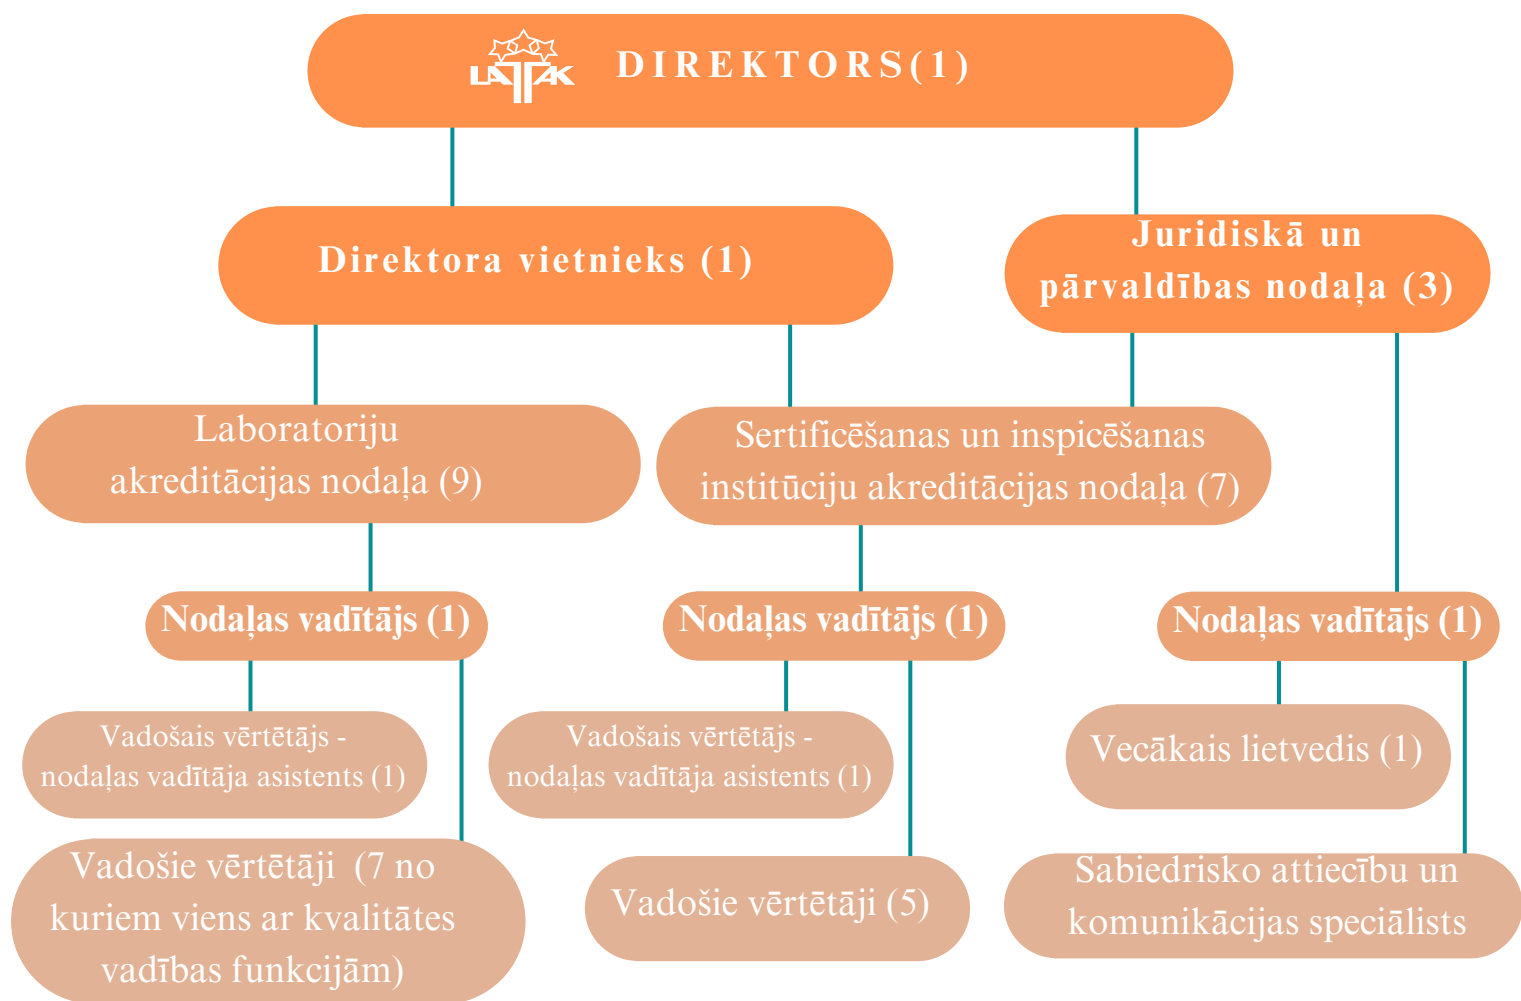 LATAK
DIREKTORS(1)
Direktora vietnieks (1)
Juridiskā un
pārvaldības nodaļa (3)
Laboratoriju
akreditācijas nodaļa (9)
Sertificēšanas un inspicēšanas
institūciju akreditācijas nodaļa (7)
Nodaļas vadītājs (1)
Nodaļas vadītājs (1)
Nodaļas vadītājs (1)
Vadošais vērtētājs -
nodaļas vadītāja asistents (1)
Vadošais vērtētājs -
nodaļas vadītāja asistents (1)
Vecākais lietvedis (1)
Vadošie vērtētāji (7 no
kuriem viens ar kvalitātes
vadības funkcijām)
Vadošie vērtētāji (5)
Sabiedrisko attiecību un
komunikācijas speciālists